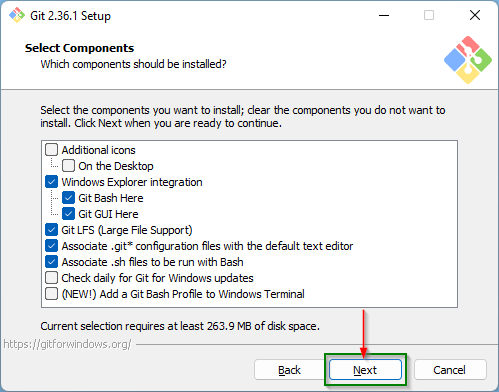 Git 2.36.1 Setup
Select Components
Which components should be installed?
Select the components you want to install; clear the components you do not want to
install. Click Next when you are ready to continue.
Additional icons
On the Desktop
Windows Explorer integration
Git Bash Here
Git GUI Here
Git LFS (Large File Support)
Associate .git* configuration files with the default text editor
Associate .sh files to be run with Bash
Check daily for Git for Windows updates
(NEW!) Add a Git Bash Profile to Windows Terminal
Current selection requires at least 263.9 MB of disk space.
https://gitforwindows.org/
Back
Next
Cancel